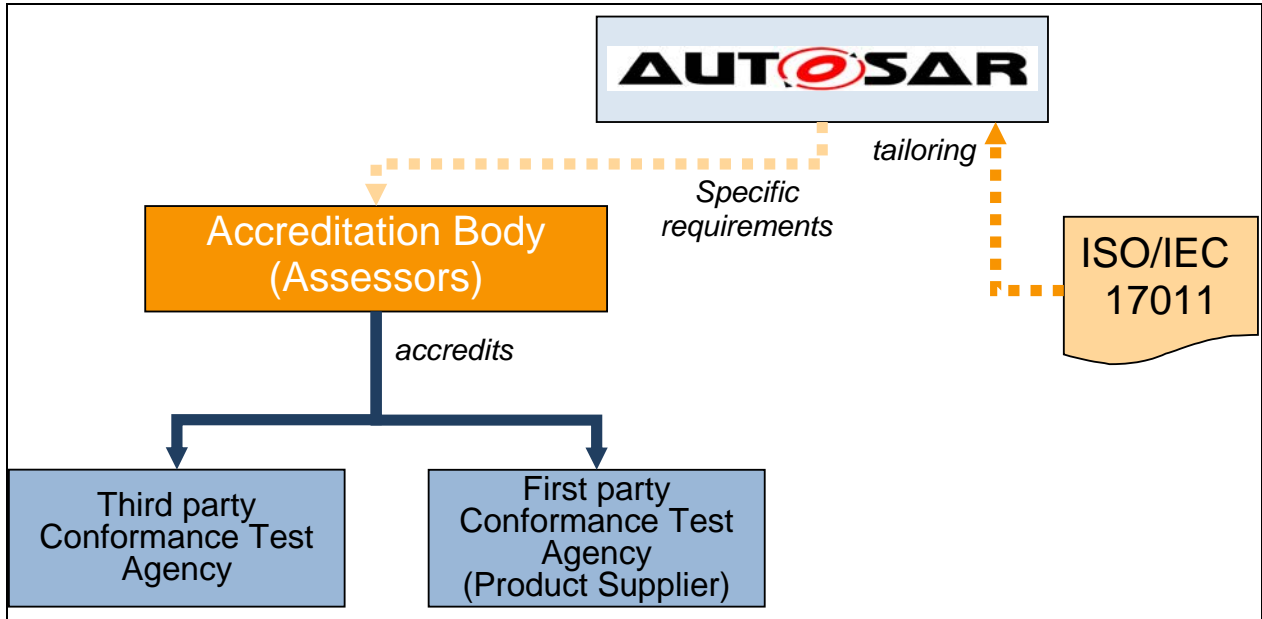 AUTOSAR
tailoring
Specific
requirements
Accreditation Body
(Assessors)
ISO/IEC
17011
accredits
Third party
Conformance Test
Agency
First party
Conformance Test
Agency
(Product Supplier)